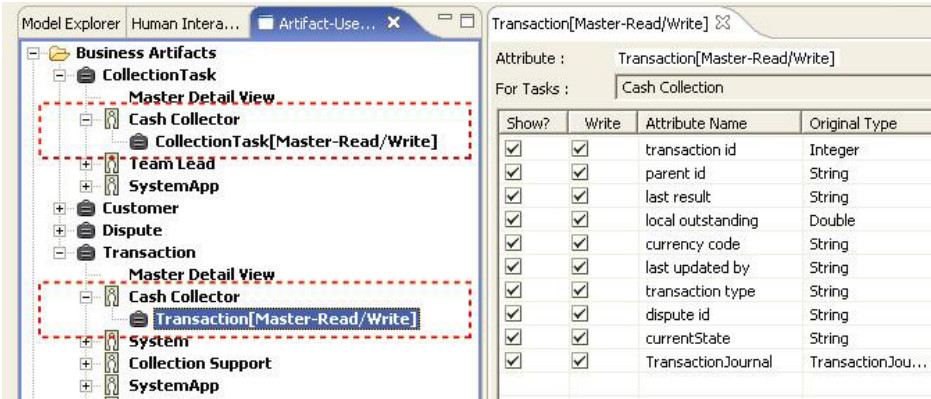 Model Explorer Human Intera... Artifact-Use...
Business Artifacts
CollectionTask
Master Detail View
Cash Collector
CollectionTask[Master-Read/Write]
Team Lead
SystemApp
Customer
Dispute
Transaction
Master Detail View
Cash Collector
Transaction[Master-Read/Write]
System
Collection Support
SystemApp
Transaction[Master-Read/Write]
Attribute : Transaction[Master-Read/Write]
For Tasks : Cash Collection
Show? Write Attribute Name Original Type
transaction id Integer
parent id String
last result String
local outstanding Double
currency code String
last updated by String
transaction type String
dispute id String
currentState String
TransactionJournal TransactionJou...